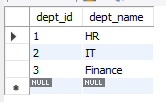 dept_id dept_name
1 HR
2 IT
3 Finance
NULL NULL